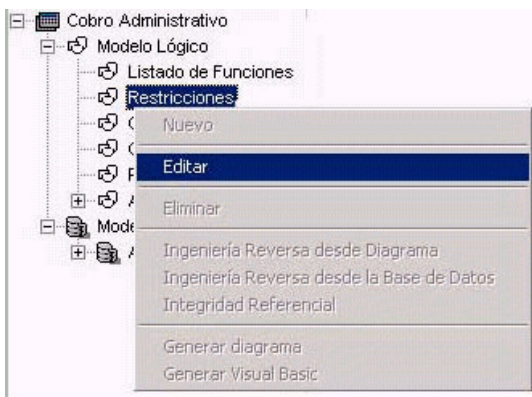 Cobro Administrativo
Modelo Lógico
Listado de Funciones
Restricciones
Nuevo
Editar
Eliminar
Ingeniería Reversa desde Diagrama
Ingeniería Reversa desde la Base de Datos
Integridad Referencial
Generar diagrama
Generar Visual Basic